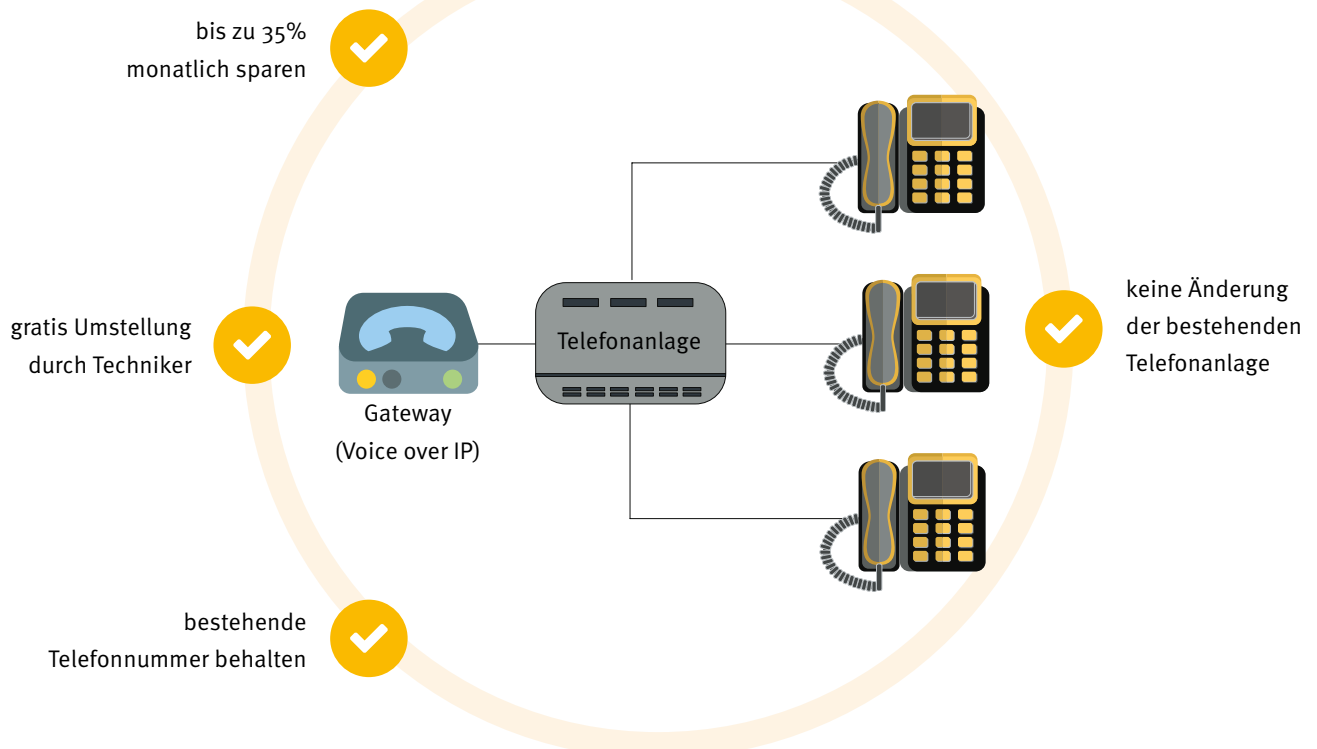 bis zu 35%
monatlich sparen
gratis Umstellung
durch Techniker
Gateway
(Voice over IP)
Telefonanlage
keine Änderung
der bestehenden
Telefonanlage
bestehende
Telefonnummer behalten